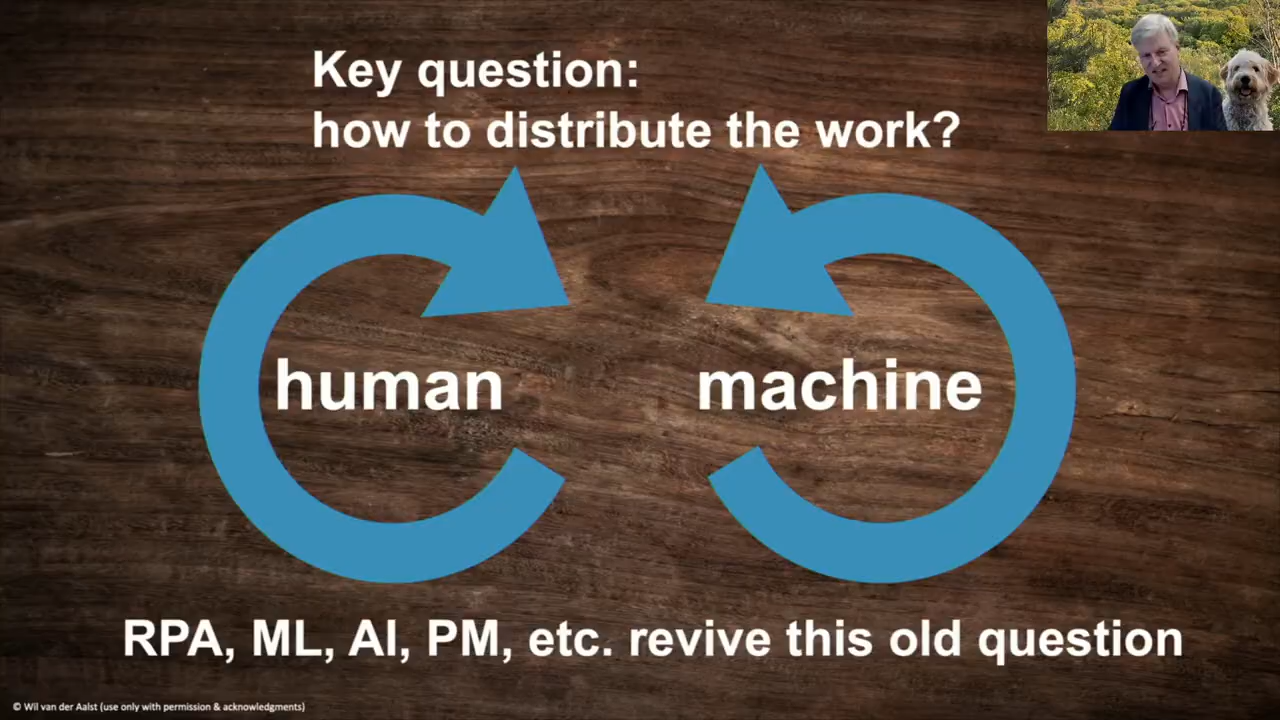 Key question:
how to distribute the work?
human
machine
RPA, ML, AI, PM, etc. revive this old question
© Wil van der Aalst (use only with permission & acknowledgments)